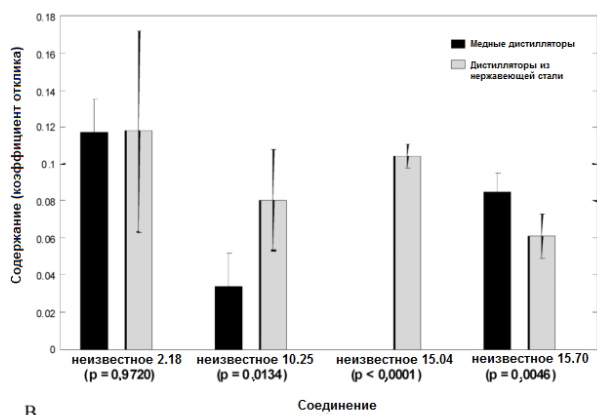 0.18
0.16
0.14
0.12
0.1
0.08
0.06
0.04
0.02
0
Содержание (коэффициент отклика)
Медные дистилляторы
Дистилляторы из
нержавеющей стали
неизвестное 2.18
(p = 0,9720)
неизвестное 10.25
(p = 0,0134)
неизвестное 15.04
(p < 0,0001)
неизвестное 15.70
(p = 0,0046)
Соединение
B